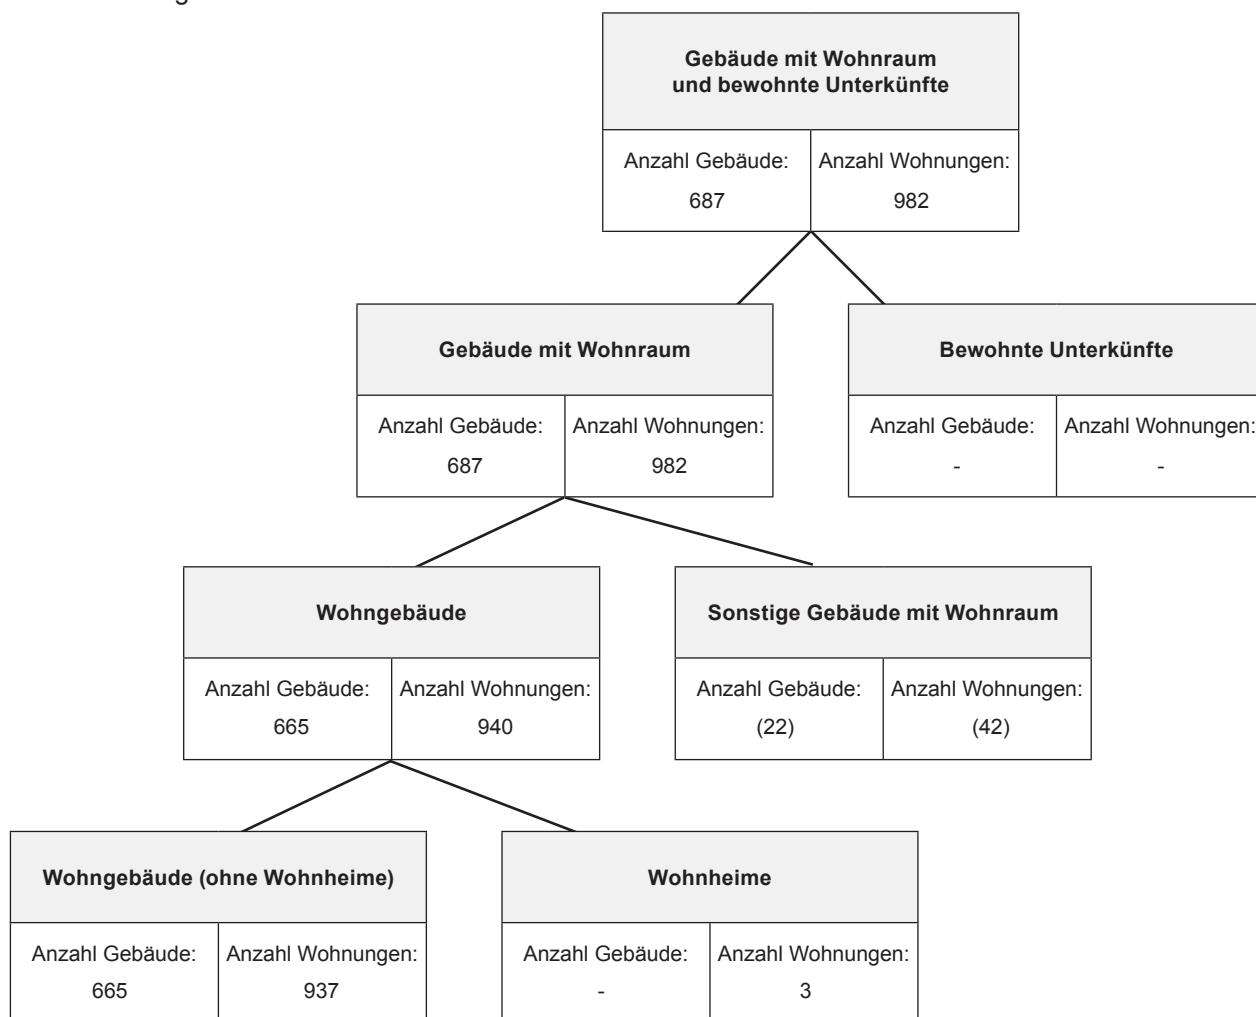 Gebäude mit Wohnraum
und bewohnte Unterkünfte
Anzahl Gebäude: Anzahl Wohnungen:
687 982
Gebäude mit Wohnraum
Anzahl Gebäude: Anzahl Wohnungen:
687 982
Bewohnte Unterkünfte
Anzahl Gebäude: Anzahl Wohnungen:
- -
Wohngebäude
Anzahl Gebäude: Anzahl Wohnungen:
665 940
Sonstige Gebäude mit Wohnraum
Anzahl Gebäude: Anzahl Wohnungen:
(22) (42)
Wohngebäude (ohne Wohnheime)
Anzahl Gebäude: Anzahl Wohnungen:
665 937
Wohnheime
Anzahl Gebäude: Anzahl Wohnungen:
- 3